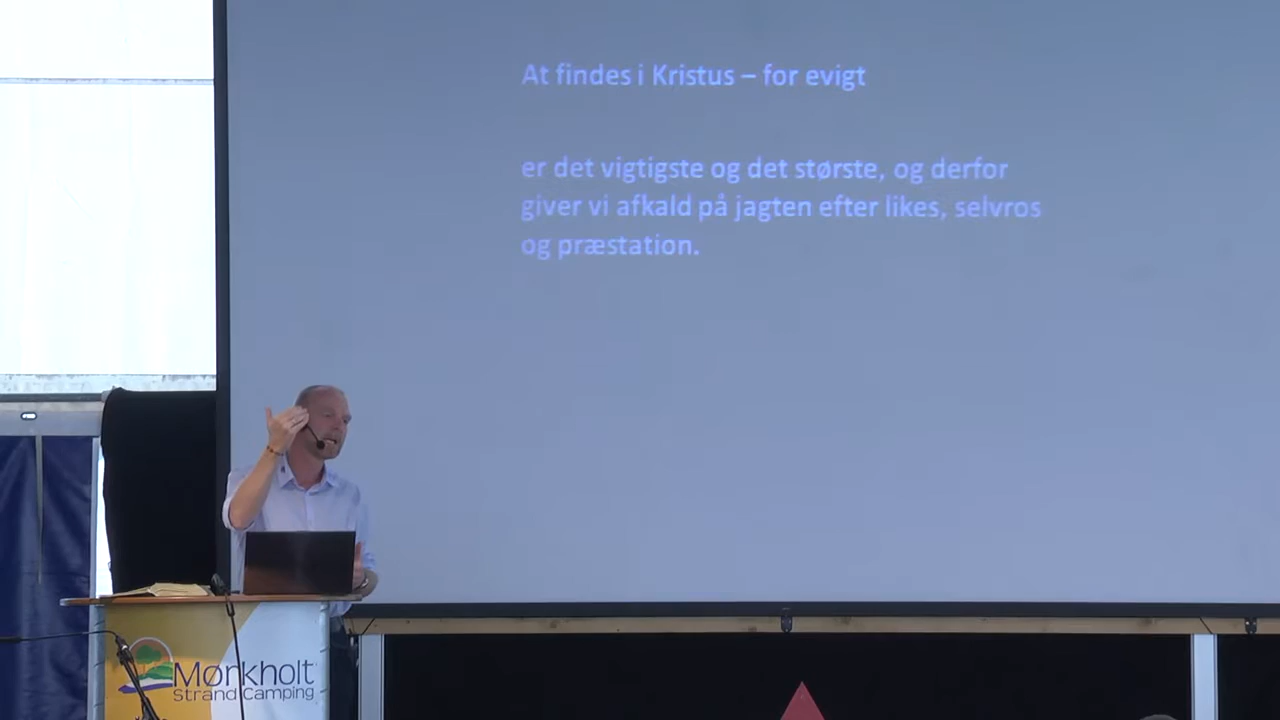 At findes i Kristus – for evigt
er det vigtigste og det største, og derfor
giver vi afkald på jagten efter likes, selvros
og præstation.
Mørkholt
Strand Camping